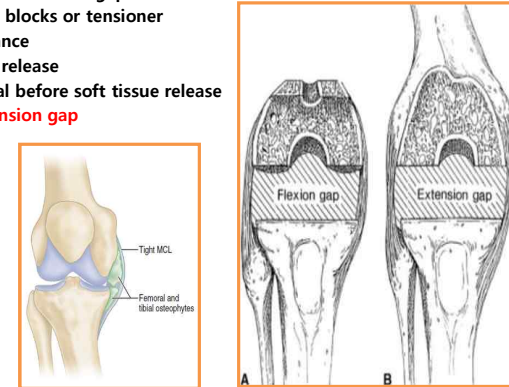 blocks or tensioner
ance
release
al before soft tissue release
nsion gap
Tight MCL
Femoral and
tibial osteophytes
Flexion gap
Extension gap
A
B